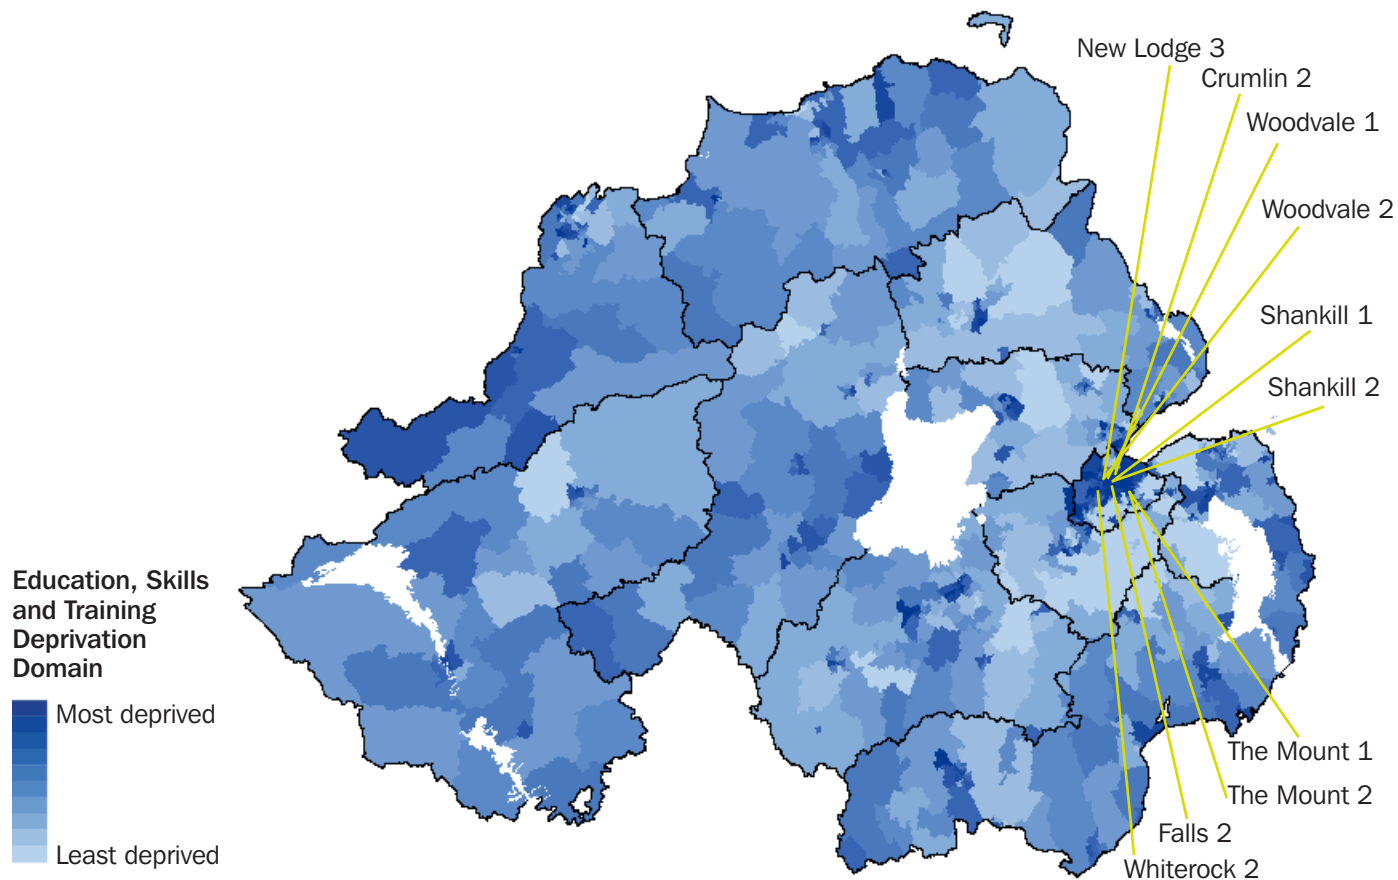 New Lodge 3
Crumlin 2
Woodvale 1
Woodvale 2
Shankill 1
Shankill 2
Education, Skills
and Training
Deprivation
Domain
Most deprived
Least deprived
The Mount 1
The Mount 2
Falls 2
Whiterock 2